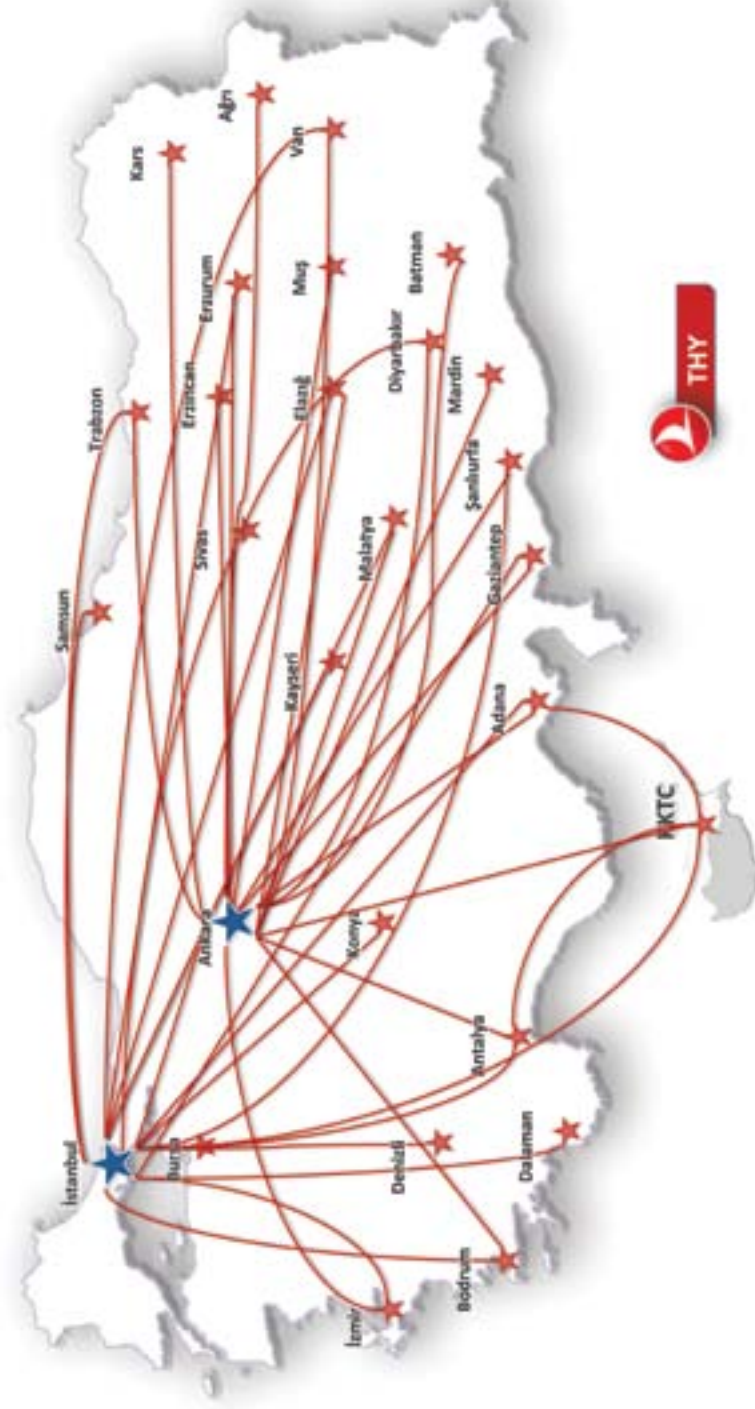 İstanbul
Samsun
Trabzon
Kars
Ağrı
Bursa
Ankara
Sivas
Erzincan
Erzurum
Van
Muş
Elazığ
Kayseri
Malatya
Diyarbakır
Batman
Mardin
Şanlıurfa
Gaziantep
Adana
Konya
İzmir
Denizli
Antalya
Bodrum
Dalaman
KKTC
THY